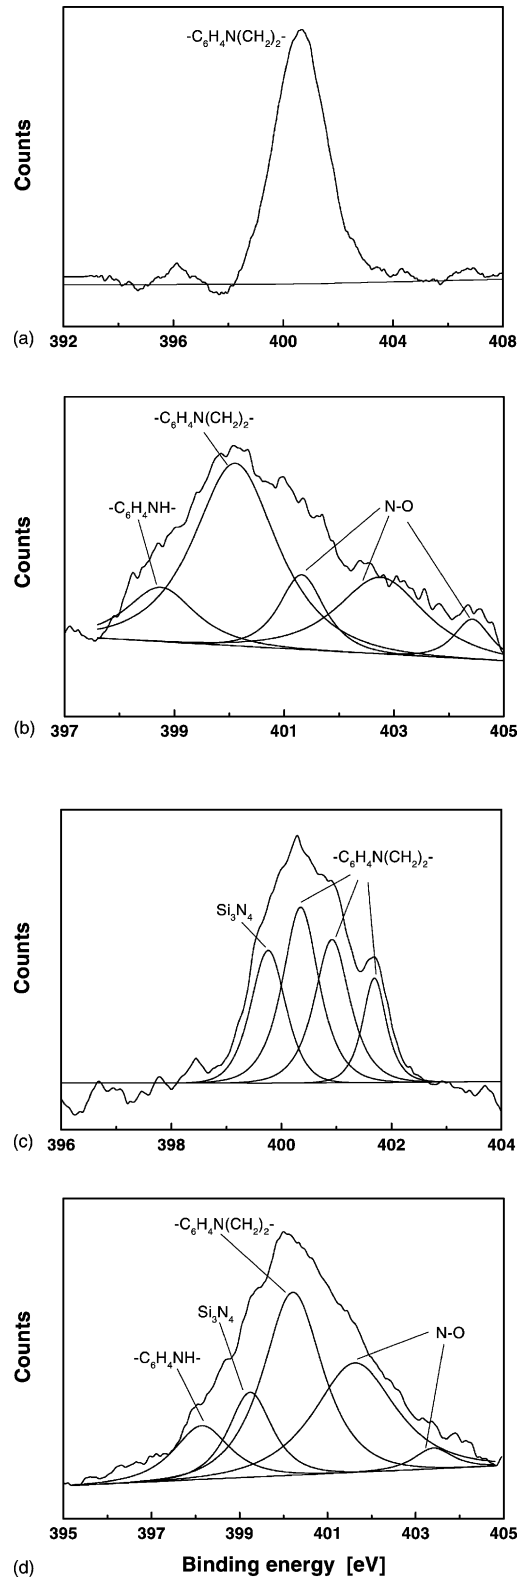 -C₆H₄N(CH₂)₂-
Counts
(a)
392 396 400 404 408
-C₆H₄N(CH₂)₂-
-C₆H₄NH-
N-O
Counts
(b)
397 399 401 403 405
-C₆H₄N(CH₂)₂-
Si₃N₄
Counts
(c)
396 398 400 402 404
-C₆H₄N(CH₂)₂-
Si₃N₄
N-O
-C₆H₄NH-
Counts
395 397 399 401 403 405
(d)
Binding energy [eV]